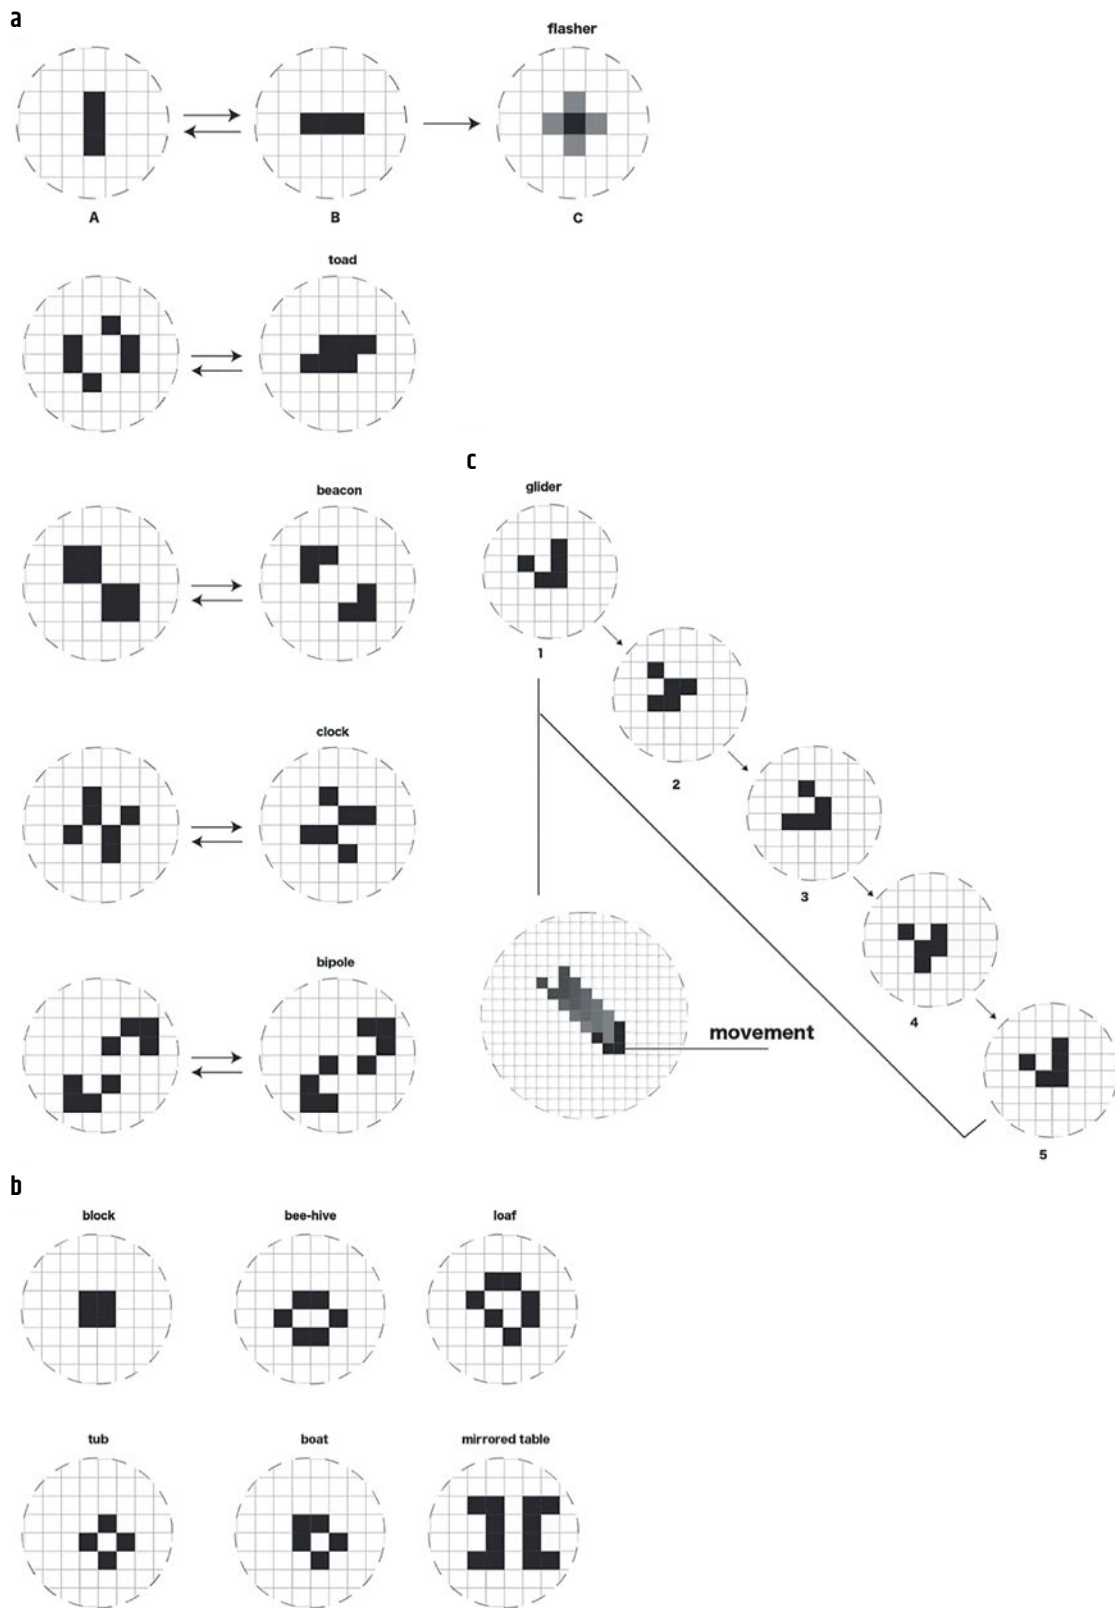 a
flasher
A
B
C
toad
beacon
clock
bipole
c
glider
1
2
3
4
5
movement
b
block
bee-hive
loaf
tub
boat
mirrored table